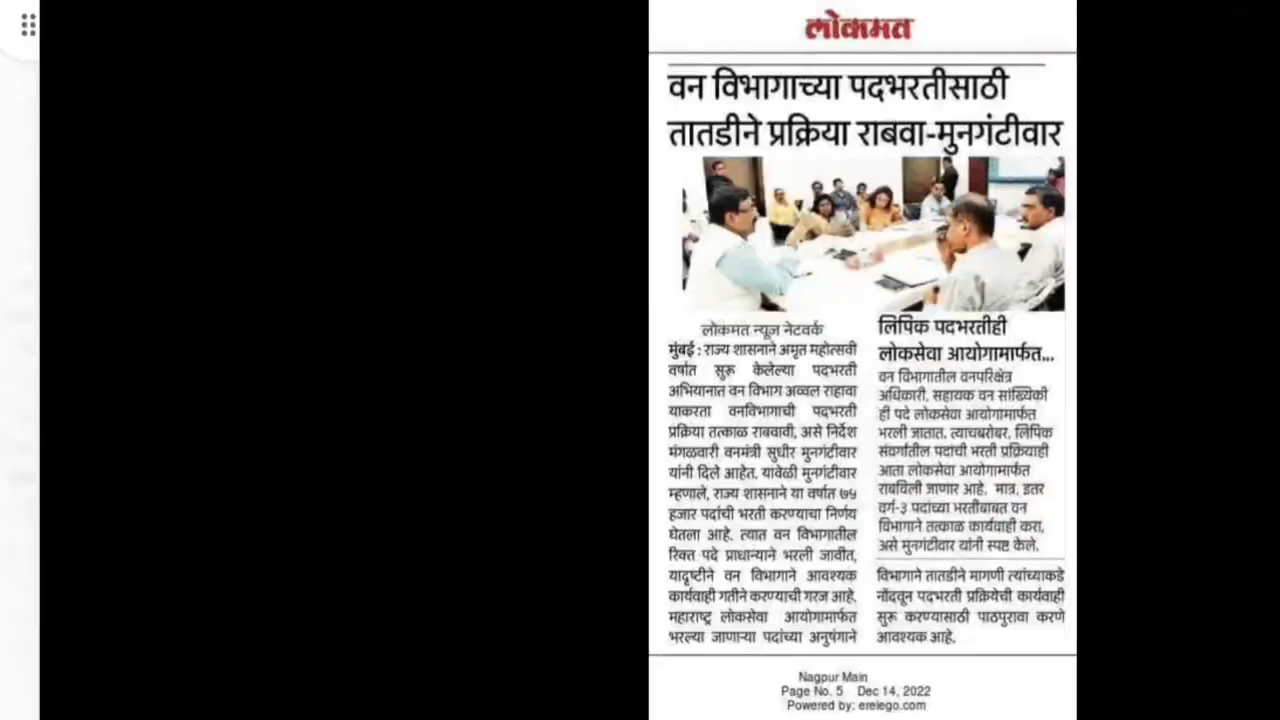 लोकमत
वन विभागाच्या पदभरतीसाठी
तातडीने प्रक्रिया राबवा-मुनगंटीवार
लोकमत न्यूज नेटवर्क
मुंबई : राज्य शासनाने अमृत महोत्सवी
वर्षात सुरू केलेल्या पदभरती
अभियानात वन विभाग अव्वल राहावा
याकरता वनविभागाची पदभरती
प्रक्रिया तत्काळ राबवावी, असे निर्देश
मंगळवारी वनमंत्री सुधीर मुनगंटीवार
यांनी दिले आहेत. यावेळी मुनगंटीवार
म्हणाले, राज्य शासनाने या वर्षात ७५
हजार पदांची भरती करण्याचा निर्णय
घेतला आहे. त्यात वन विभागातील
रिक्त पदे प्राधान्याने भरली जावीत,
यादृष्टीने वन विभागाने आवश्यक
कार्यवाही गतीने करण्याची गरज आहे.
महाराष्ट्र लोकसेवा आयोगामार्फत
भरल्या जाणाऱ्या पदांच्या अनुषंगाने
लिपिक पदभरतीही
लोकसेवा आयोगामार्फत...
वन विभागातील वनपरिक्षेत्र
अधिकारी, सहायक वन सांख्यिकी
ही पदे लोकसेवा आयोगामार्फत
भरली जातात. त्याचबरोबर, लिपिक
संवर्गातील पदांची भरती प्रक्रियाही
आता लोकसेवा आयोगामार्फत
राबविली जाणार आहे. मात्र, इतर
वर्ग-३ पदांच्या भरतीबाबत वन
विभागाने तत्काळ कार्यवाही करा,
असे मुनगंटीवार यांनी स्पष्ट केले.
विभागाने तातडीने मागणी त्यांच्याकडे
नोंदवून पदभरती प्रक्रियेची कार्यवाही
सुरू करण्यासाठी पाठपुरावा करणे
आवश्यक आहे.
Nagpur Main
Page No. 5 Dec 14, 2022
Powered by: erelego.com